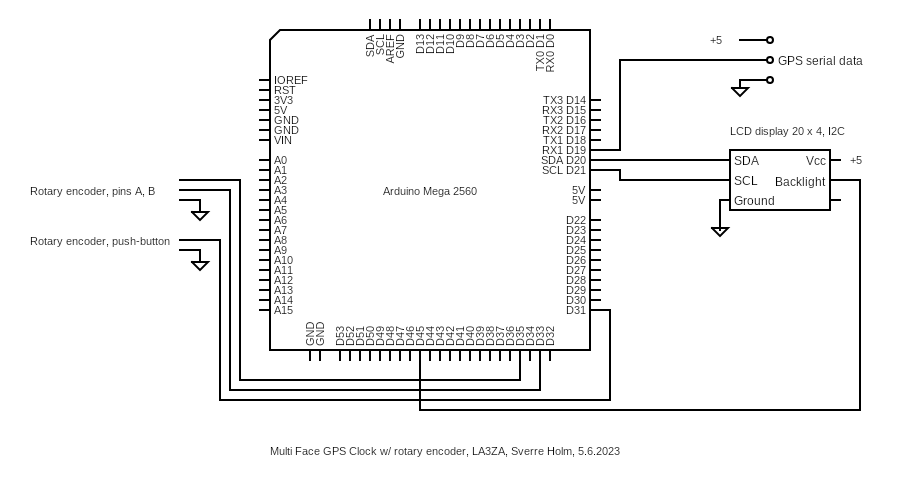 SDA
SCL
AREF
GND
D13
D12
D11
D10
D9
D8
D7
D6
D5
D4
D3
D2
TX0 D1
RX0 D0
IOREF
RST
3V3
5V
GND
GND
VIN
A0
A1
A2
A3
A4
A5
A6
A7
A8
A9
A10
A11
A12
A13
A14
A15
Rotary encoder, pins A, B
Rotary encoder, push-button
Arduino Mega 2560
TX3 D14
RX3 D15
TX2 D16
RX2 D17
TX1 D18
RX1 D19
SDA D20
SCL D21
5V
5V
D22
D23
D24
D25
D26
D27
D28
D29
D30
D31
+5
GPS serial data
LCD display 20 x 4, I2C
SDA Vcc +5
SCL Backlight
Ground
GND
GND
D53
D52
D51
D50
D49
D48
D47
D46
D45
D44
D43
D42
D41
D40
D39
D38
D37
D36
D35
D34
D33
D32
Multi Face GPS Clock w/ rotary encoder, LA3ZA, Sverre Holm, 5.6.2023